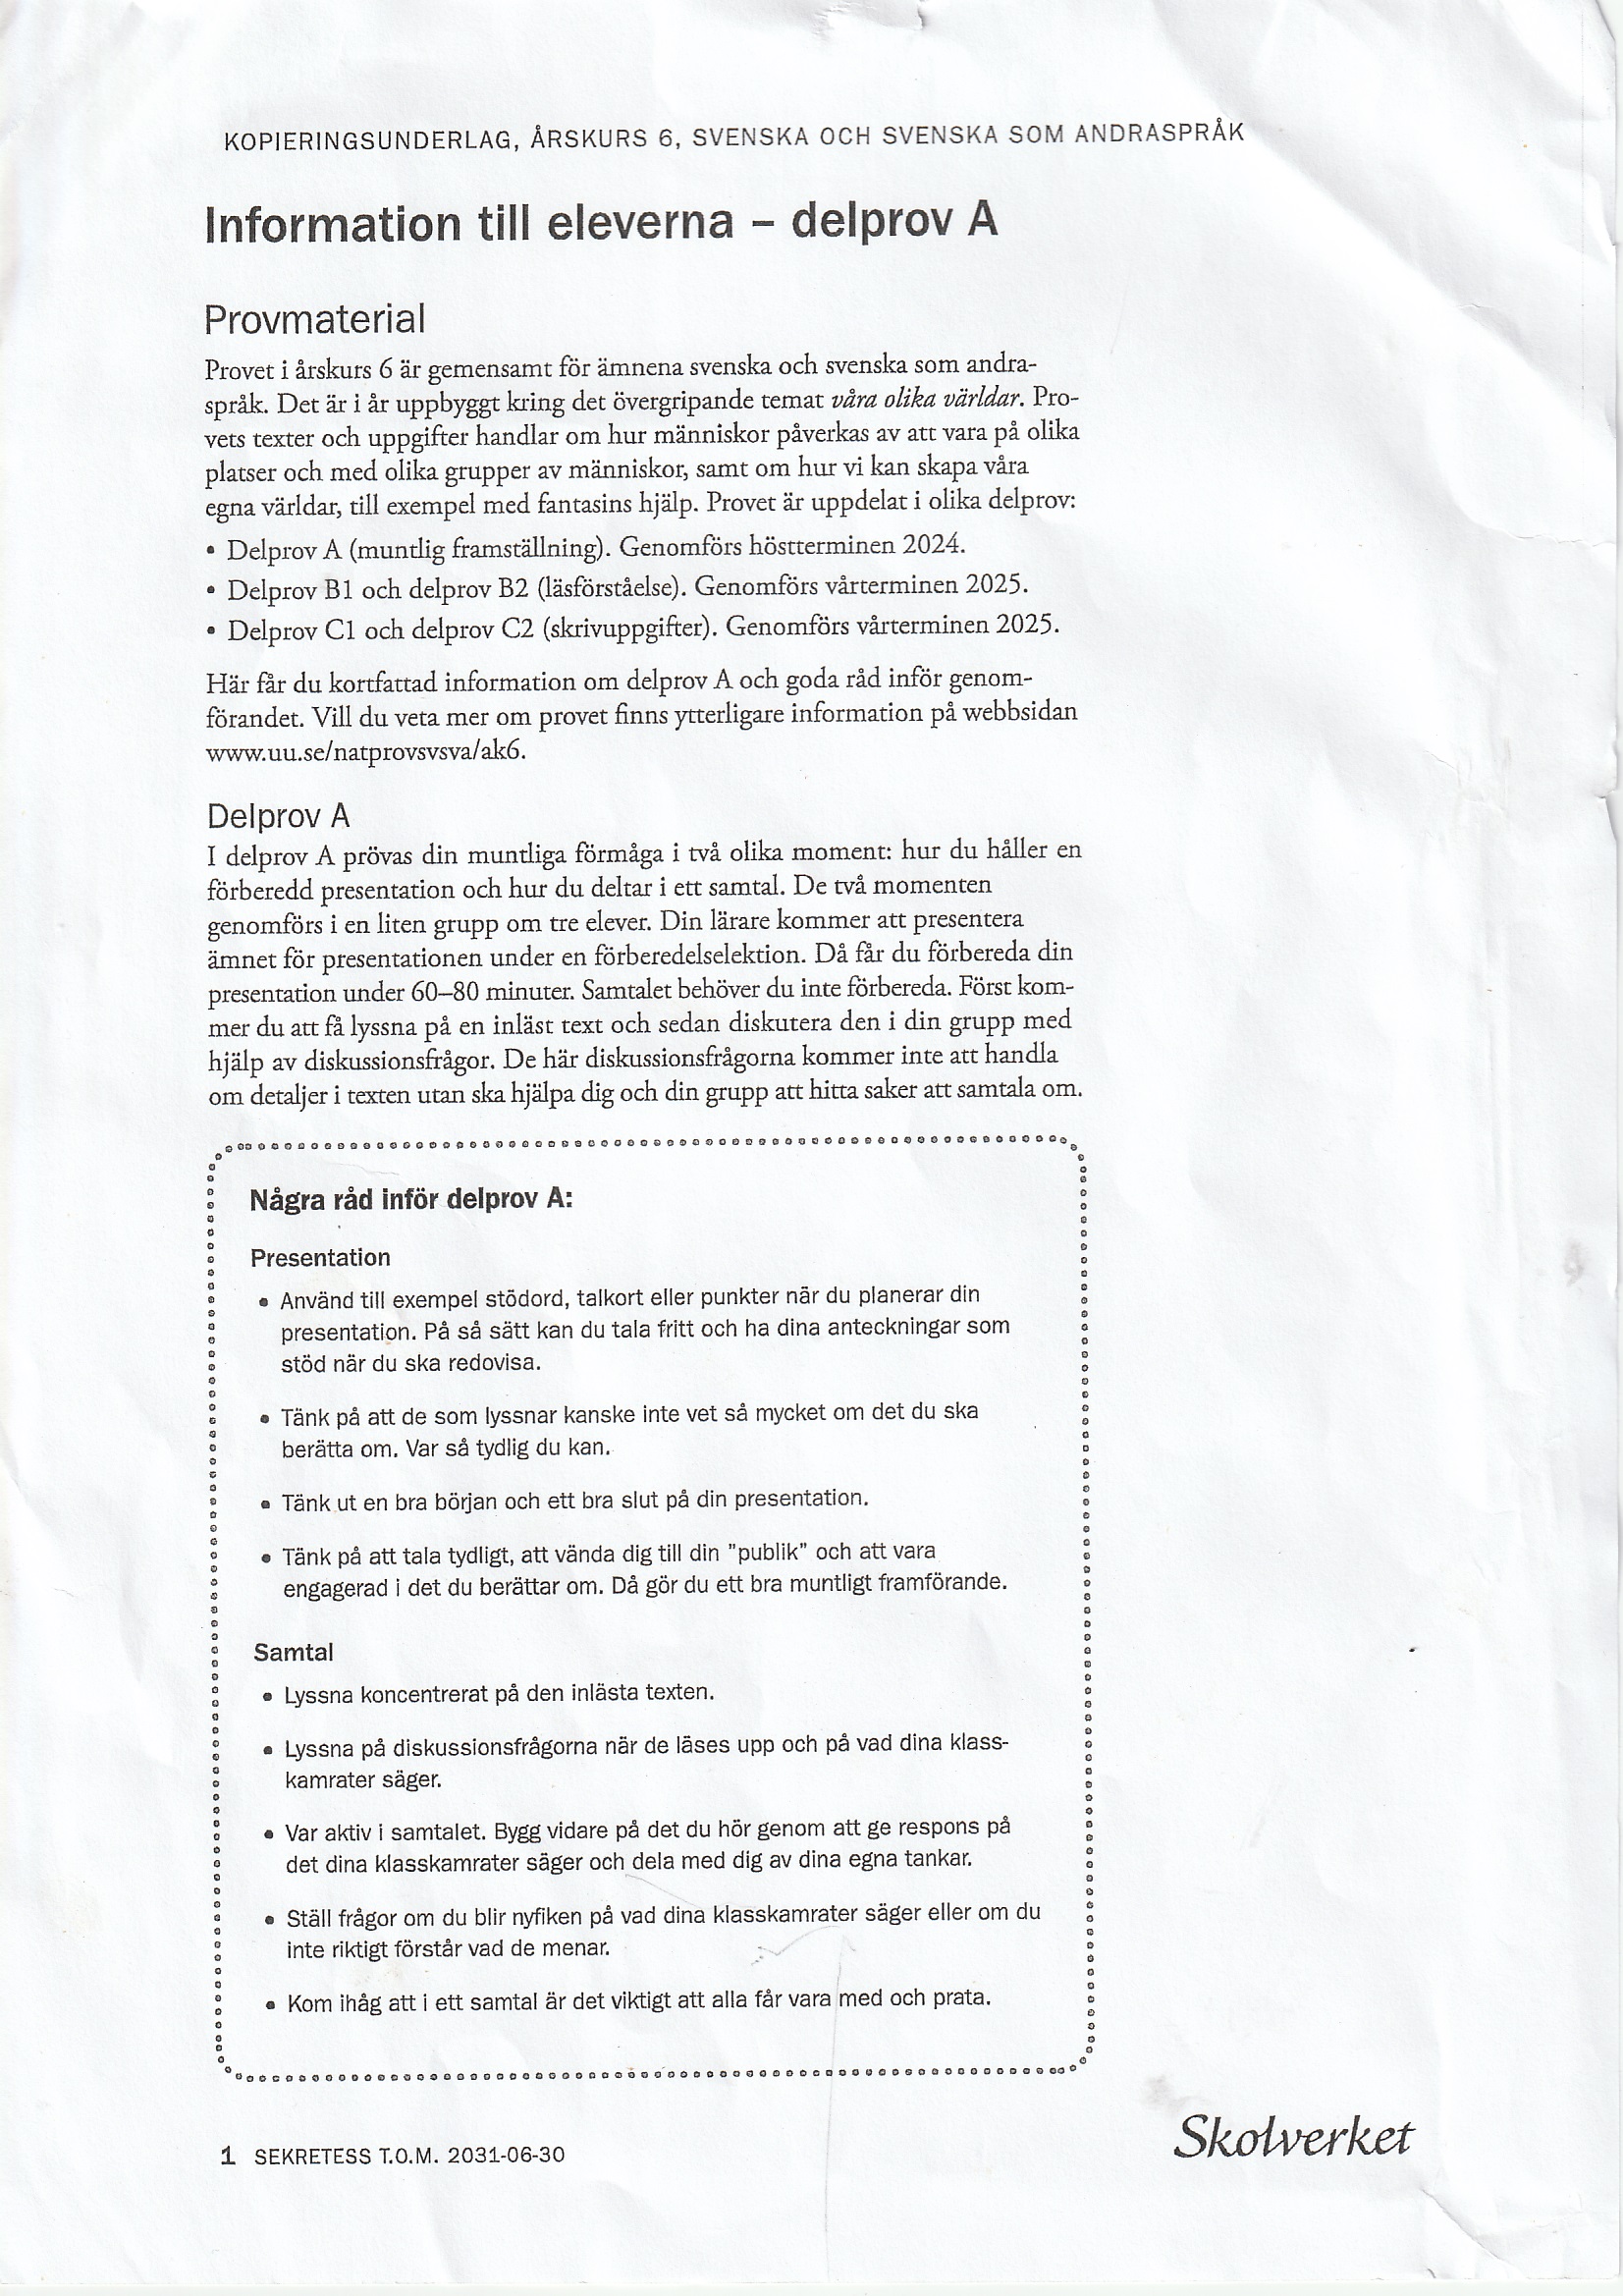 KOPIERINGSUNDERLAG, ÅRSKURS 6, SVENSKA OCH SVENSKA SOM ANDRASPRÅK
Information till eleverna – delprov A
Provmaterial
Provet i årskurs 6 är gemensamt för ämnena svenska och svenska som andra-
språk. Det är i år uppbyggt kring det övergripande temat våra olika världar. Pro-
vets texter och uppgifter handlar om hur människor påverkas av att vara på olika
platser och med olika grupper av människor, samt om hur vi kan skapa våra
egna världar, till exempel med fantasins hjälp. Provet är uppdelat i olika delprov:
• Delprov A (muntlig framställning). Genomförs höstterminen 2024.
• Delprov B1 och delprov B2 (läsförståelse). Genomförs vårterminen 2025.
• Delprov C1 och delprov C2 (skrivuppgifter). Genomförs vårterminen 2025.
Här får du kortfattad information om delprov A och goda råd inför genom-
förandet. Vill du veta mer om provet finns ytterligare information på webbsidan
www.uu.se/natprovsvsva/ak6.
Delprov A
I delprov A prövas din muntliga förmåga i två olika moment: hur du håller en
förberedd presentation och hur du deltar i ett samtal. De två momenten
genomförs i en liten grupp om tre elever. Din lärare kommer att presentera
ämnet för presentationen under en förberedelselektion. Då får du förbereda din
presentation under 60–80 minuter. Samtalet behöver du inte förbereda. Först kom-
mer du att få lyssna på en inläst text och sedan diskutera den i din grupp med
hjälp av diskussionsfrågor. De här diskussionsfrågorna kommer inte att handla
om detaljer i texten utan ska hjälpa dig och din grupp att hitta saker att samtala om.
Några råd inför delprov A:
Presentation
• Använd till exempel stödord, talkort eller punkter när du planerar din
presentation. På så sätt kan du tala fritt och ha dina anteckningar som
stöd när du ska redovisa.
• Tänk på att de som lyssnar kanske inte vet så mycket om det du ska
berätta om. Var så tydlig du kan.
• Tänk ut en bra början och ett bra slut på din presentation.
• Tänk på att tala tydligt, att vända dig till din ”publik” och att vara
engagerad i det du berättar om. Då gör du ett bra muntligt framförande.
Samtal
• Lyssna koncentrerat på den inlästa texten.
• Lyssna på diskussionsfrågorna när de läses upp och på vad dina klass-
kamrater säger.
• Var aktiv i samtalet. Bygg vidare på det du hör genom att ge respons på
det dina klasskamrater säger och dela med dig av dina egna tankar.
• Ställ frågor om du blir nyfiken på vad dina klasskamrater säger eller om du
inte riktigt förstår vad de menar.
• Kom ihåg att i ett samtal är det viktigt att alla får vara med och prata.
1 SEKRETESS T.O.M. 2031-06-30
Skolverket